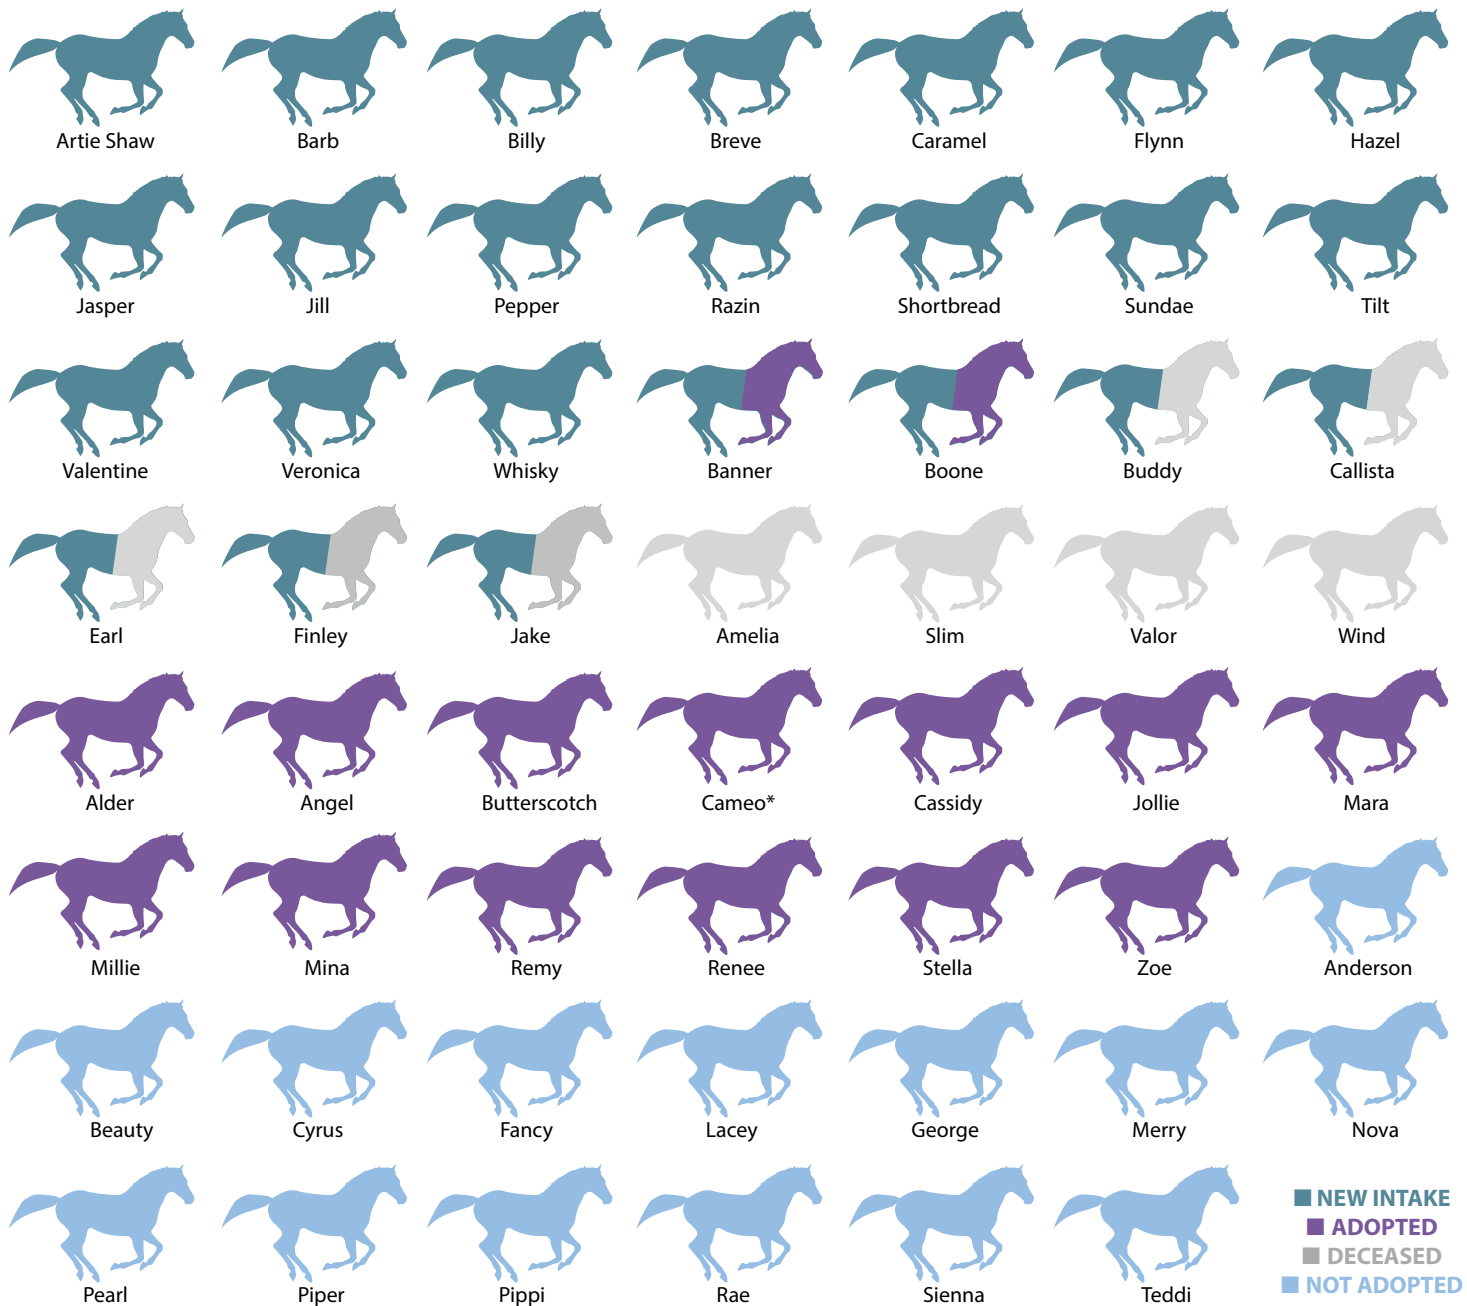 Artie Shaw Barb Billy Breve Caramel Flynn Hazel
Jasper Jill Pepper Razin Shortbread Sundae Tilt
Valentine Veronica Whisky Banner Boone Buddy Callista
Earl Finley Jake Amelia Slim Valor Wind
Alder Angel Butterscotch Cameo* Cassidy Jollie Mara
Millie Mina Remy Renee Stella Zoe Anderson
Beauty Cyrus Fancy Lacey George Merry Nova
Pearl Piper Pippi Rae Sienna Teddi
NEW INTAKE
ADOPTED
DECEASED
NOT ADOPTED